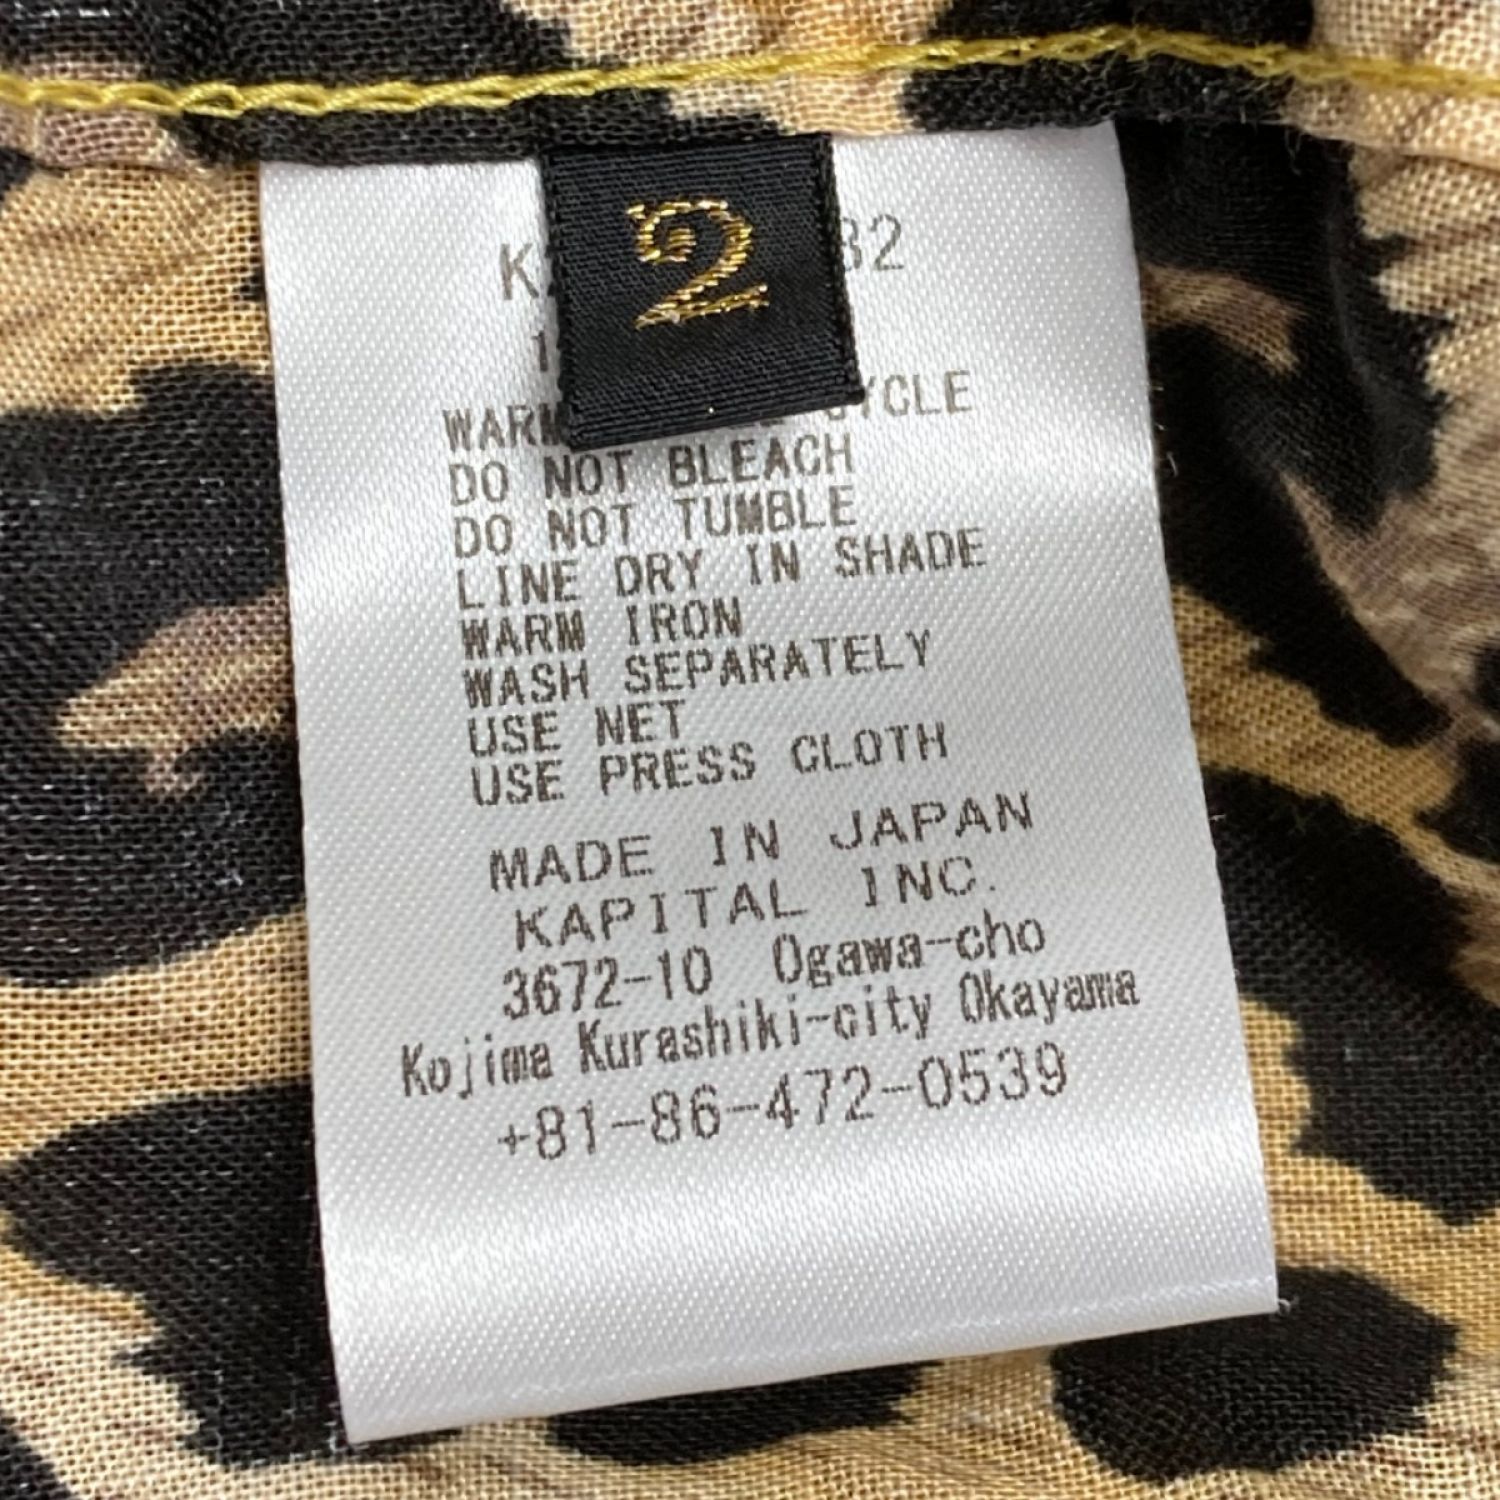 2
32
DO NOT BLEACH
DO NOT TUMBLE
LINE DRY IN SHADE
WARM IRON
WASH SEPARATELY
USE NET
USE PRESS CLOTH
MADE IN JAPAN
KAPITAL INC.
3672-10 Ogawa-cho
Kojima Kurashiki-city Okayama
+81-86-472-0539